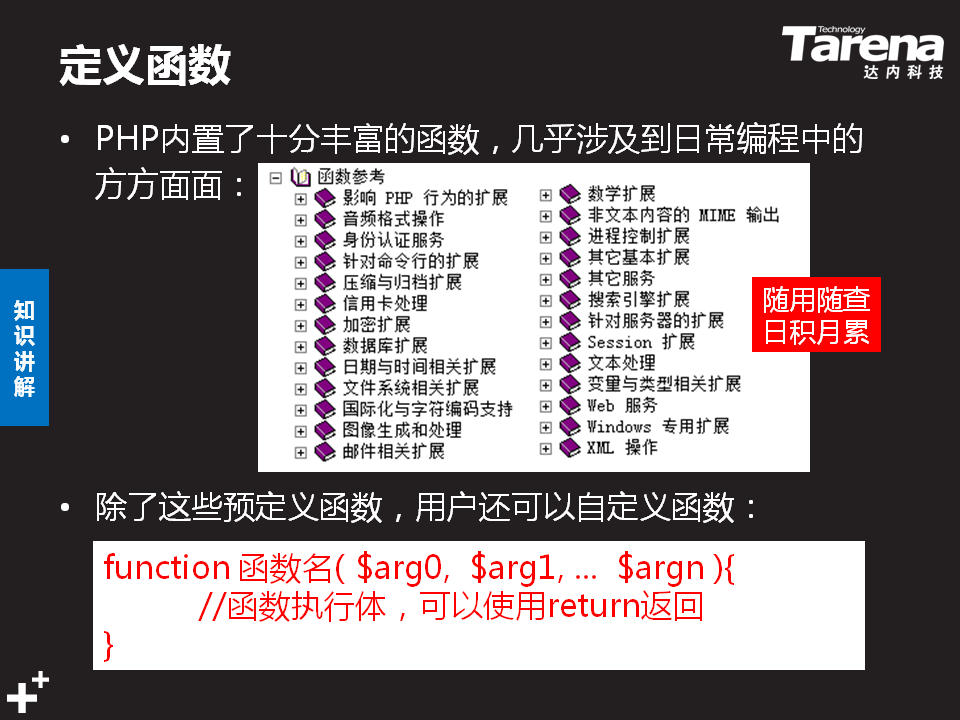 定义函数
Technology
Tarena
达内科技
• PHP内置了十分丰富的函数，几乎涉及到日常编程中的
方方面面：
函数参考
影响 PHP 行为的扩展
音频格式操作
身份认证服务
针对命令行的扩展
压缩与归档扩展
信用卡处理
加密扩展
数据库扩展
日期与时间相关扩展
文件系统相关扩展
国际化与字符编码支持
图像生成和处理
邮件相关扩展
数学扩展
非文本内容的 MIME 输出
进程控制扩展
其它基本扩展
其它服务
搜索引擎扩展
针对服务器的扩展
Session 扩展
文本处理
变量与类型相关扩展
Web 服务
Windows 专用扩展
XML 操作
随用随查
日积月累
知识讲解
• 除了这些预定义函数，用户还可以自定义函数：
function 函数名( $arg0, $arg1, … $argn ){
//函数执行体，可以使用return返回
}